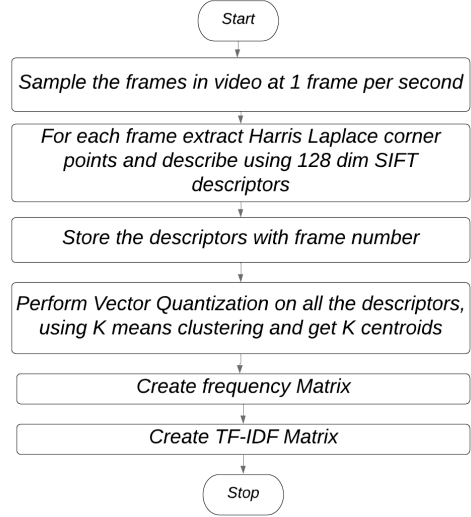 Start
Sample the frames in video at 1 frame per second
For each frame extract Harris Laplace corner
points and describe using 128 dim SIFT
descriptors
Store the descriptors with frame number
Perform Vector Quantization on all the descriptors,
using K means clustering and get K centroids
Create frequency Matrix
Create TF-IDF Matrix
Stop